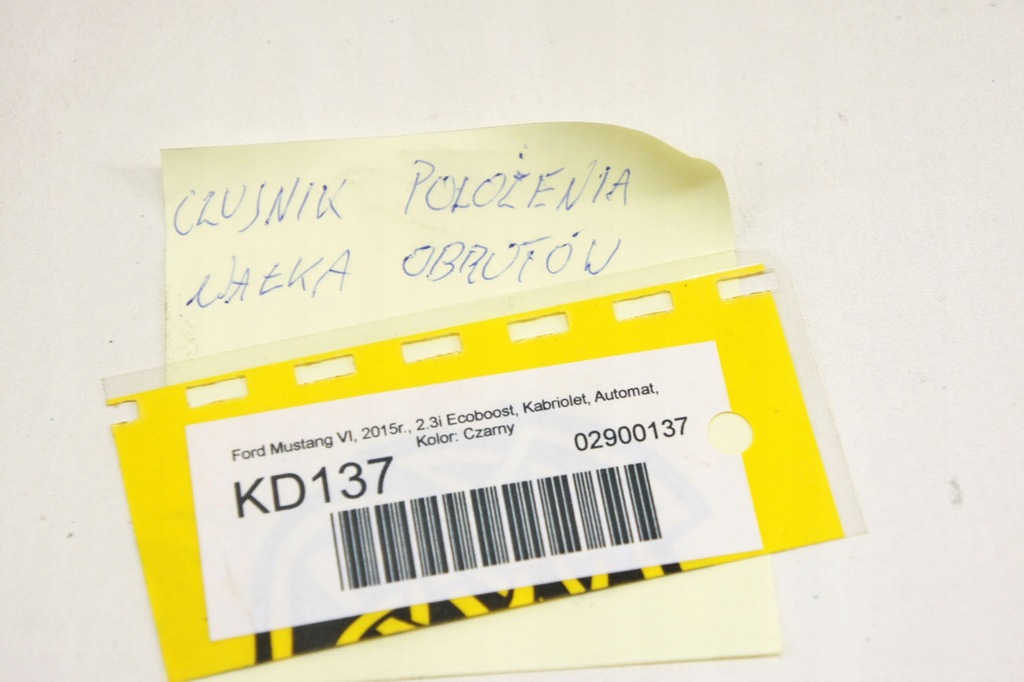 CZUJNIK POŁOŻENIA
WAŁKA OBROTÓW
Ford Mustang VI, 2015r., 2.3i Ecoboost, Kabriolet, Automat,
Kolor: Czarny
KD137
02900137